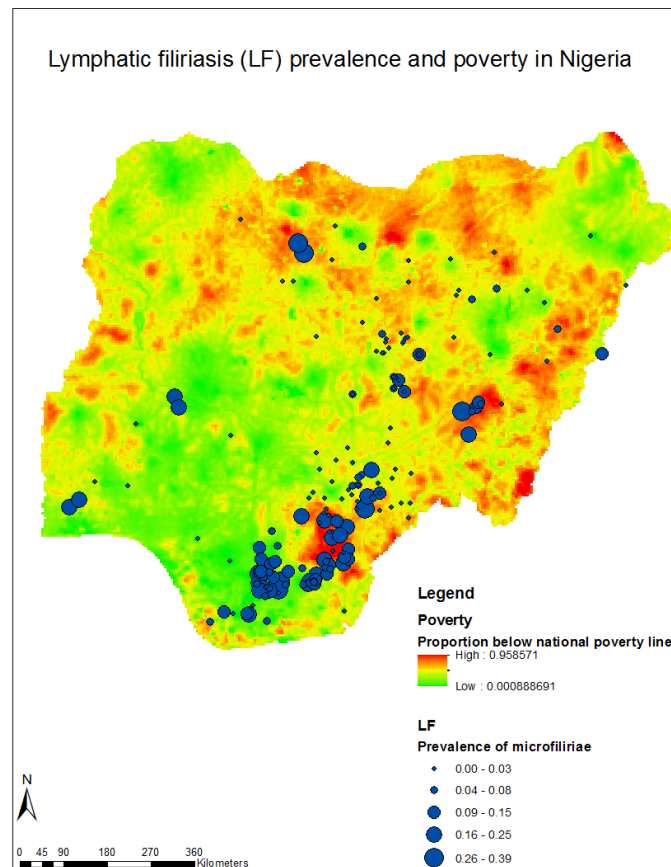 Lymphatic filiriasis (LF) prevalence and poverty in Nigeria
Legend
Poverty
Proportion below national poverty line
High : 0.958571
Low : 0.000888691
LF
Prevalence of microfiliriae
0.00 - 0.03
0.04 - 0.08
0.09 - 0.15
0.16 - 0.25
0.26 - 0.39
N
0 45 90 180 270 360
Kilometers